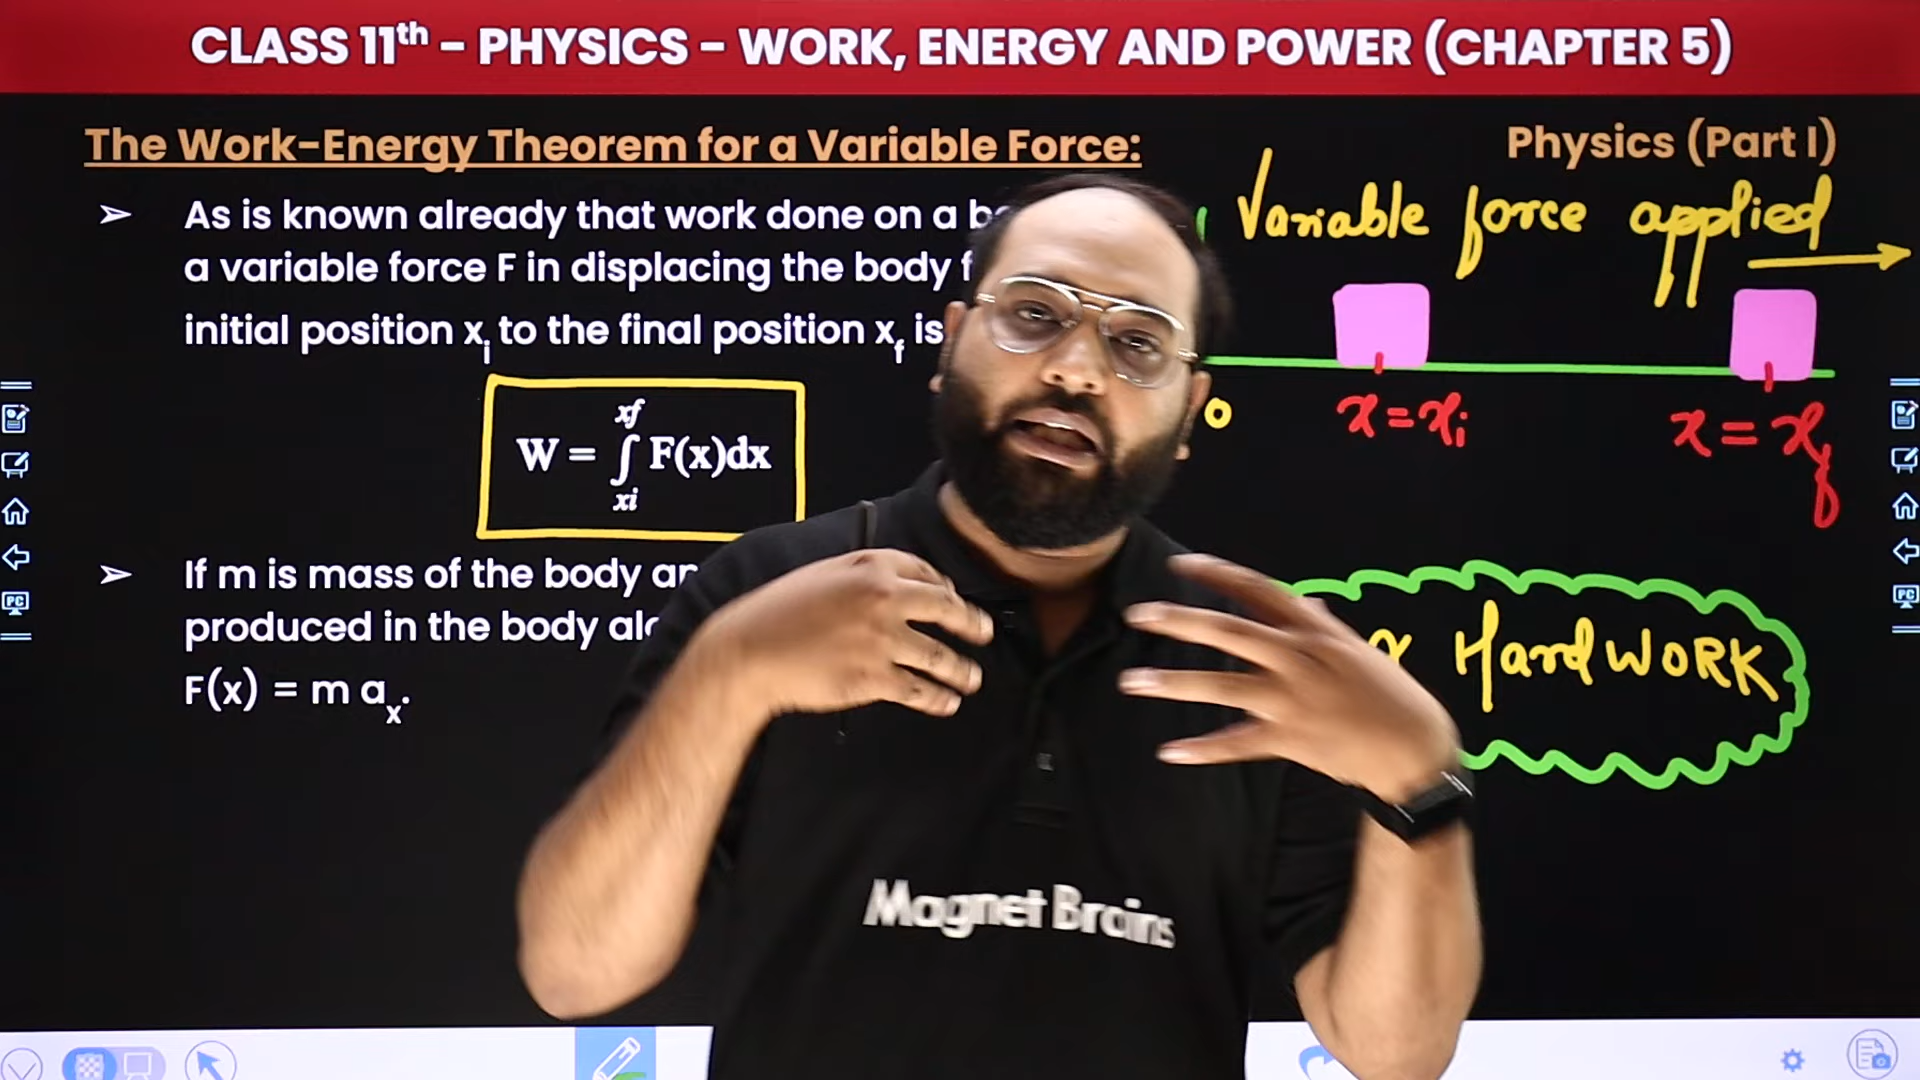 CLASS 11th – PHYSICS – WORK, ENERGY AND POWER (CHAPTER 5)
The Work-Energy Theorem for a Variable Force:
Physics (Part I)
➢ As is known already that work done on a
a variable force F in displacing the body
initial position xi to the final position xf is
W = ∫ F(x)dx
xf
xi
➢ If m is mass of the body
produced in the body
F(x) = m ax.
Variable force applied
0
x = xi
x = xf
Hard WORK
Magnet Brains
PC
PC